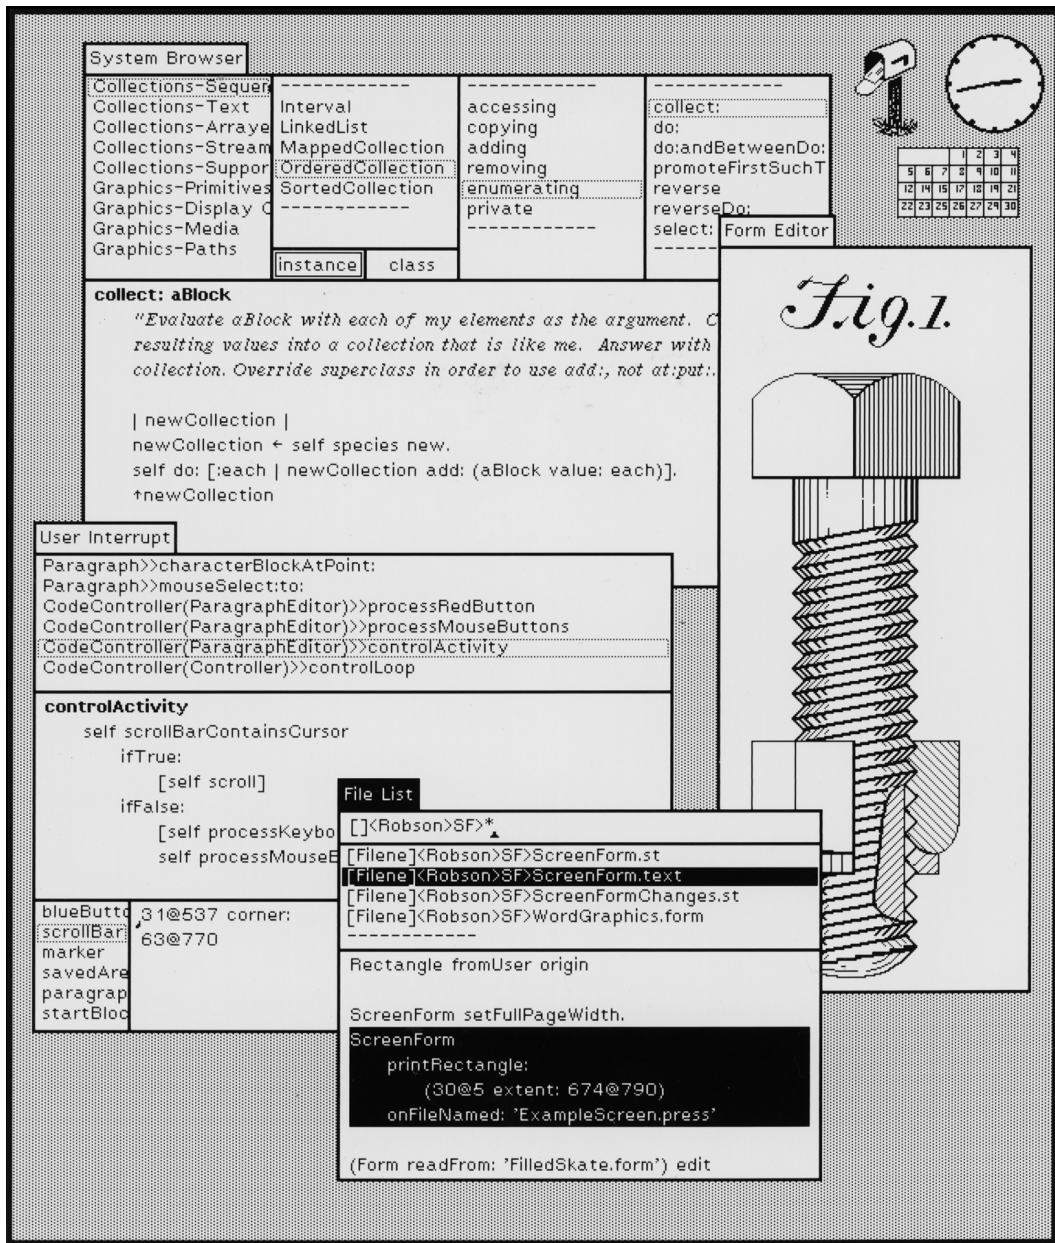 System Browser
Collections-Sequen
Collections-Text
Collections-Arraye
Collections-Stream
Collections-Suppor
Graphics-Primitives
Graphics-Display
Graphics-Media
Graphics-Paths
------------
Interval
LinkedList
MappedCollection
OrderedCollection
SortedCollection
------------
instance
class
------------
accessing
copying
adding
removing
enumerating
private
------------
------------
collect:
do:
do:andBetweenDo:
promoteFirstSuchT
reverse
reverseDo:
select:
------
1 2 3 4
5 6 7 8 9 10 11
12 14 15 17 18 19 21
22 23 25 26 27 29 30
collect: aBlock
"Evaluate aBlock with each of my elements as the argument. C
resulting values into a collection that is like me. Answer with
collection. Override superclass in order to use add:, not at:put:.
| newCollection |
newCollection ← self species new.
self do: [:each | newCollection add: (aBlock value: each)].
↑newCollection
Form Editor
Fig.1.
User Interrupt
Paragraph>>characterBlockAtPoint:
Paragraph>>mouseSelect:to:
CodeController(ParagraphEditor)>>processRedButton
CodeController(ParagraphEditor)>>processMouseButtons
CodeController(ParagraphEditor)>>controlActivity
CodeController(Controller)>>controlLoop
controlActivity
self scrollBarContainsCursor
ifTrue:
[self scroll]
ifFalse:
[self processKeybo
self processMouseB
blueButto
scrollBar
marker
savedAre
paragrap
startBloc
31@537 corner:
63@770
File List
[]<Robson>SF>*
[Filene]<Robson>SF>ScreenForm.st
[Filene]<Robson>SF>ScreenForm.text
[Filene]<Robson>SF>ScreenFormChanges.st
[Filene]<Robson>SF>WordGraphics.form
------------
Rectangle fromUser origin
ScreenForm setFullPageWidth.
ScreenForm
printRectangle:
(30@5 extent: 674@790)
onFileNamed: 'ExampleScreen.press'
(Form readFrom: 'FilledSkate.form') edit